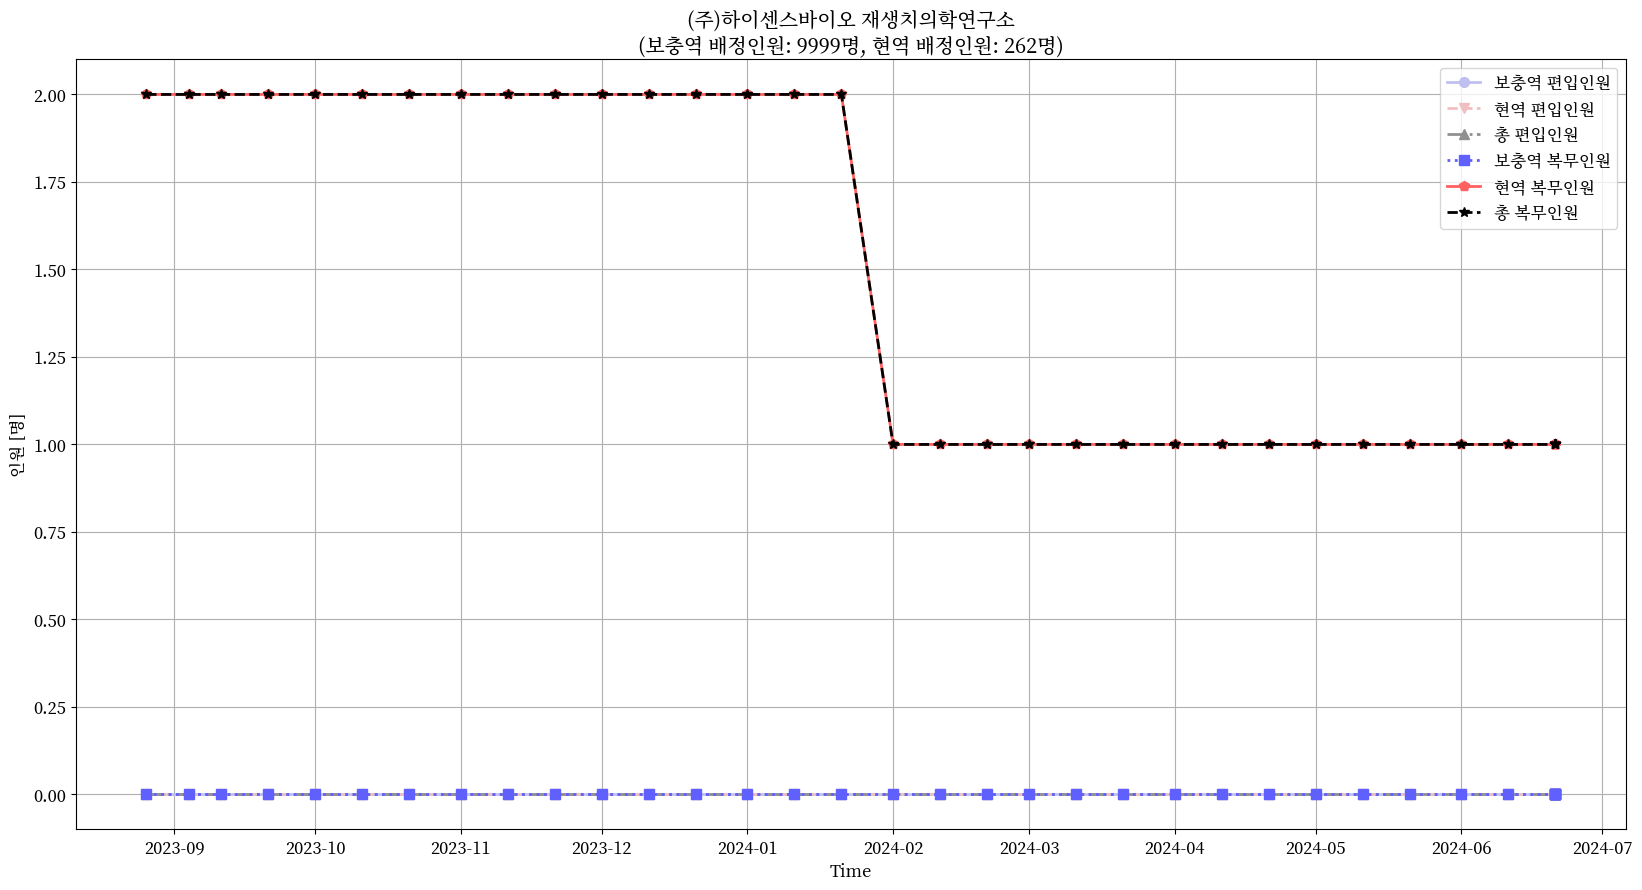 (주)하이센스바이오 재생치의학연구소
(보충역 배정인원: 9999명, 현역 배정인원: 262명)
보충역 편입인원
현역 편입인원
총 편입인원
보충역 복무인원
현역 복무인원
총 복무인원
2.00
1.75
1.50
1.25
1.00
0.75
0.50
0.25
0.00
인원 [명]
2023-09 2023-10 2023-11 2023-12 2024-01 2024-02 2024-03 2024-04 2024-05 2024-06 2024-07
Time